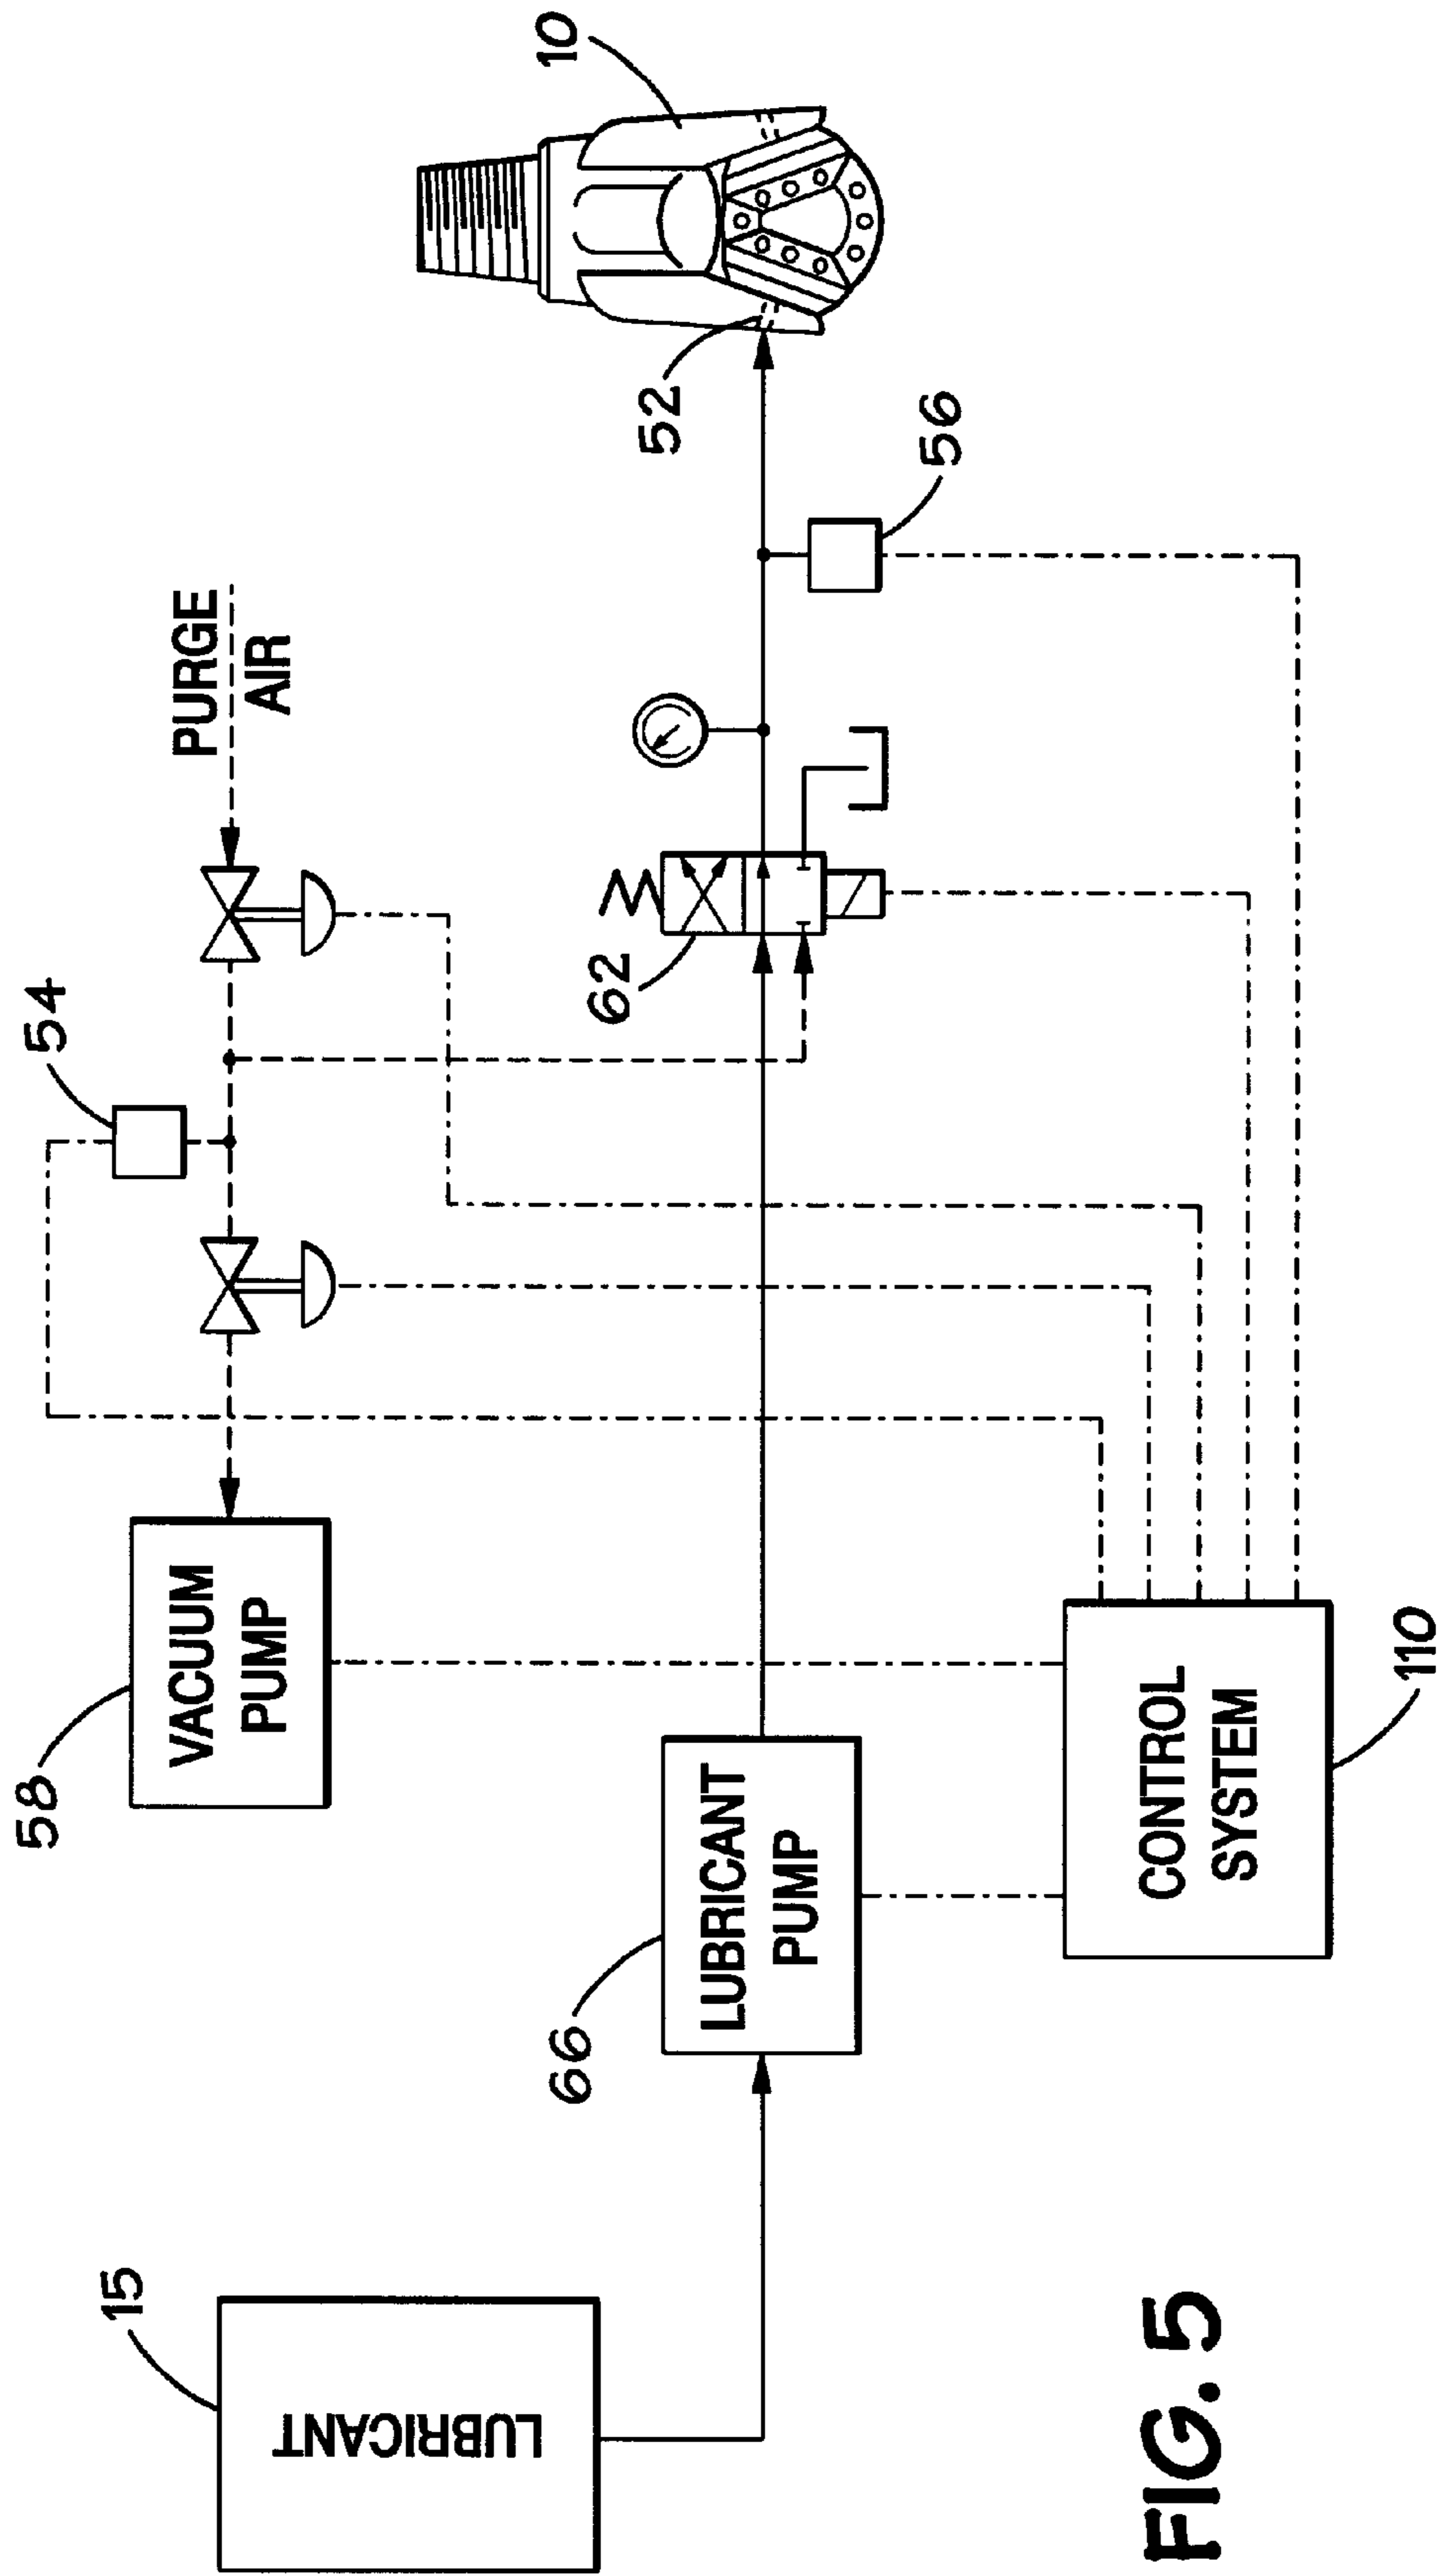 10
52
56
PURGE
AIR
54
62
58
VACUUM
PUMP
66
LUBRICANT
PUMP
CONTROL
SYSTEM
110
15
LUBRICANT
FIG. 5